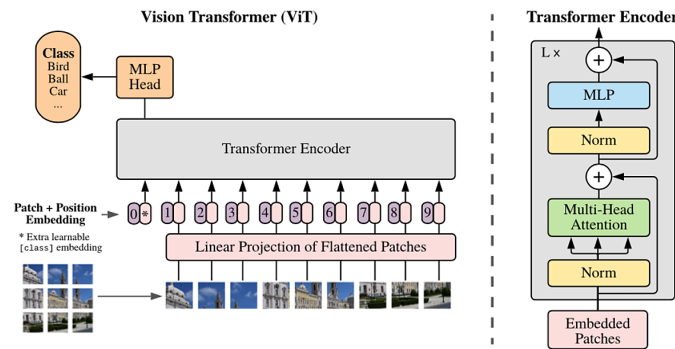 Vision Transformer (ViT)
Class
Bird
Ball
Car
...
MLP
Head
Transformer Encoder
Patch + Position
Embedding
0 * 1 2 3 4 5 6 7 8 9
* Extra learnable
[class] embedding
Linear Projection of Flattened Patches
Transformer Encoder
L ×
+
MLP
Norm
+
Multi-Head
Attention
Norm
Embedded
Patches